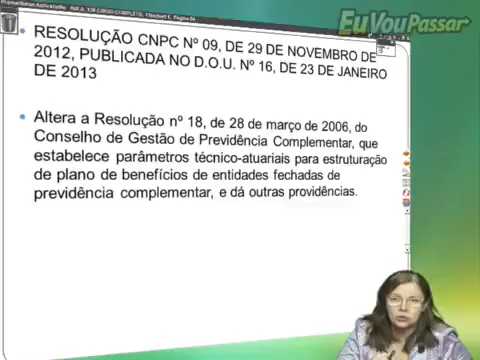 EuVouPassar
RESOLUÇÃO CNPC Nº 09, DE 29 DE NOVEMBRO DE
2012, PUBLICADA NO D.O.U. Nº 16, DE 23 DE JANEIRO
DE 2013
Altera a Resolução nº 18, de 28 de março de 2006, do
Conselho de Gestão de Previdência Complementar, que
estabelece parâmetros técnico-atuariais para estruturação
de plano de benefícios de entidades fechadas de
previdência complementar, e dá outras providências.